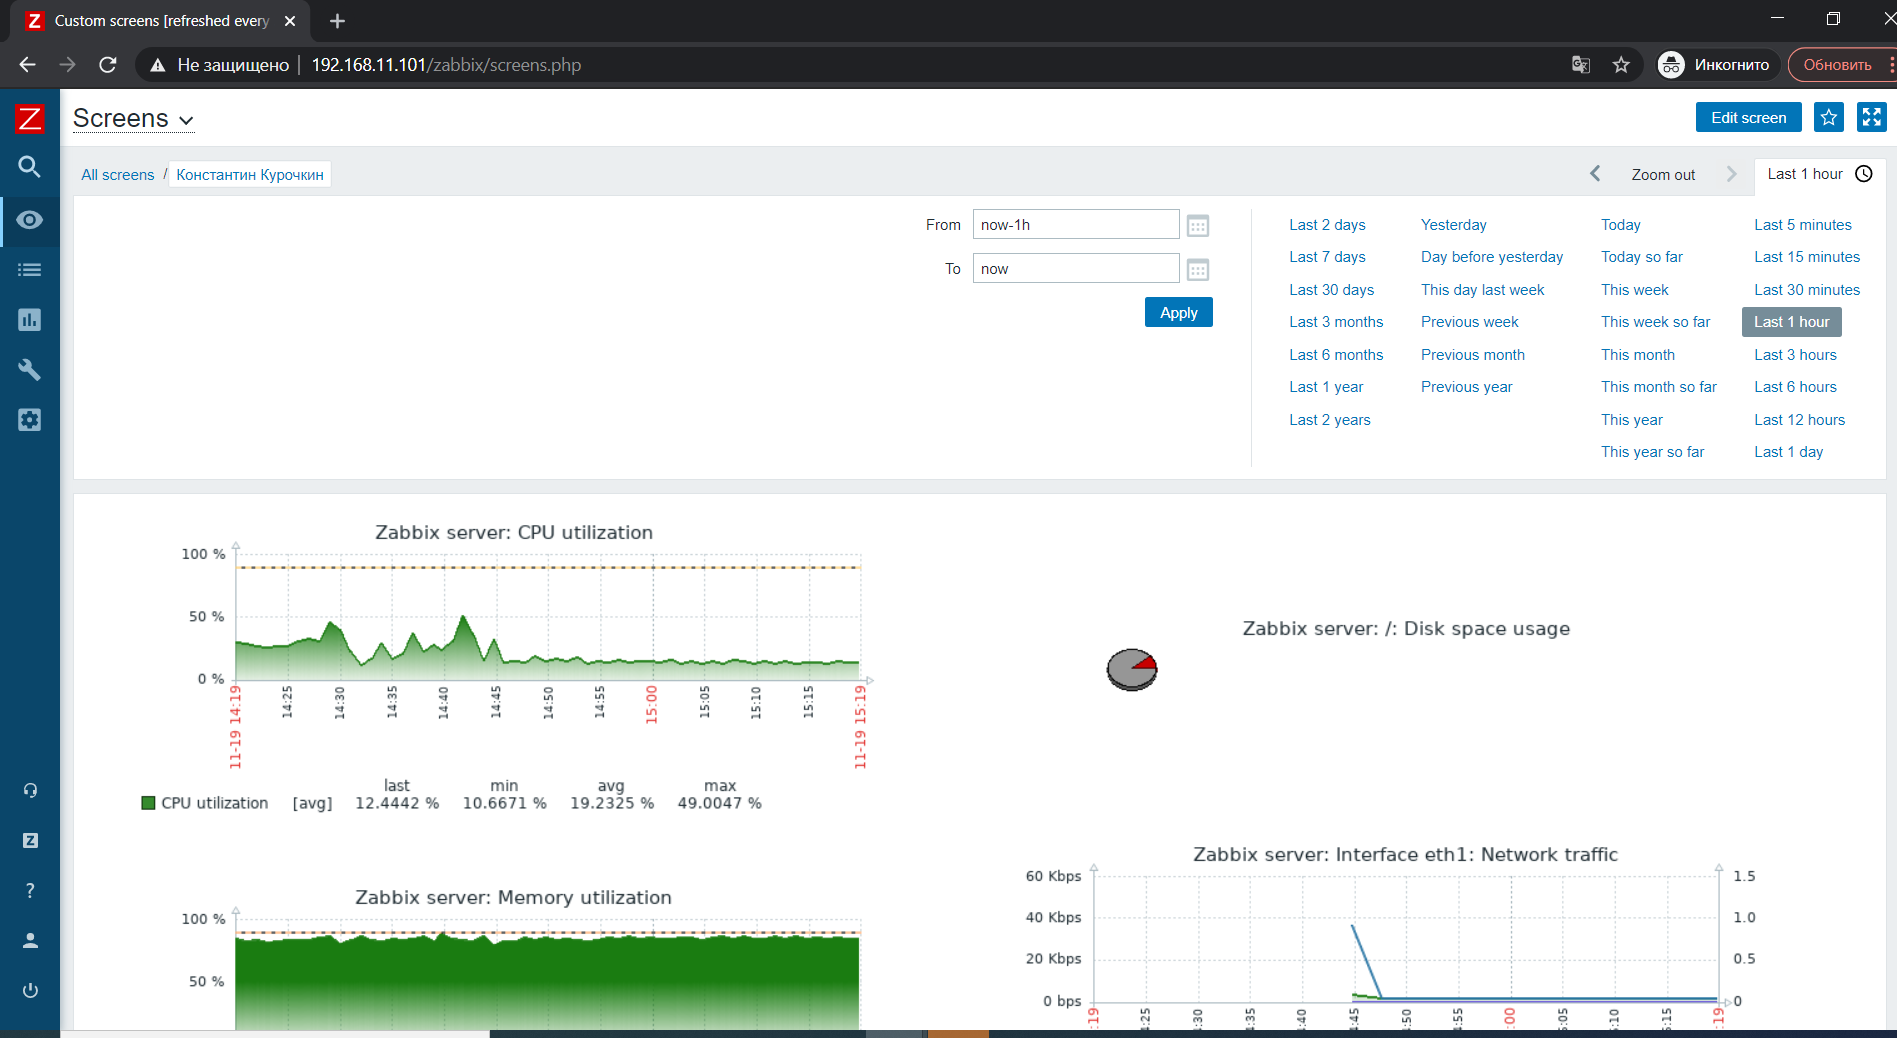 Custom screens [refreshed every
Не защищено
192.168.11.101/zabbix/screens.php
Инкогнито
Обновить
Z
Screens
Edit screen
All screens / Константин Курочкин
Zoom out
Last 1 hour
From now-1h
To now
Apply
Last 2 days Yesterday Today Last 5 minutes
Last 7 days Day before yesterday Today so far Last 15 minutes
Last 30 days This day last week This week Last 30 minutes
Last 3 months Previous week This week so far Last 1 hour
Last 6 months Previous month This month Last 3 hours
Last 1 year Previous year This month so far Last 6 hours
Last 2 years This year Last 12 hours
This year so far Last 1 day
Zabbix server: CPU utilization
100 %
50 %
0 %
11-19 14:19 14:25 14:30 14:35 14:40 14:45 14:50 14:55 15:00 15:05 15:10 15:15 11-19 15:19
last min avg max
CPU utilization [avg] 12.4442 % 10.6671 % 19.2325 % 49.0047 %
Zabbix server: /: Disk space usage
Zabbix server: Memory utilization
100 %
50 %
Zabbix server: Interface eth1: Network traffic
60 Kbps 1.5
40 Kbps 1.0
20 Kbps 0.5
0 bps 0
:19 4:25 4:30 4:35 4:40 4:45 4:50 4:55 :00 5:05 5:10 5:15 :19
Z
?